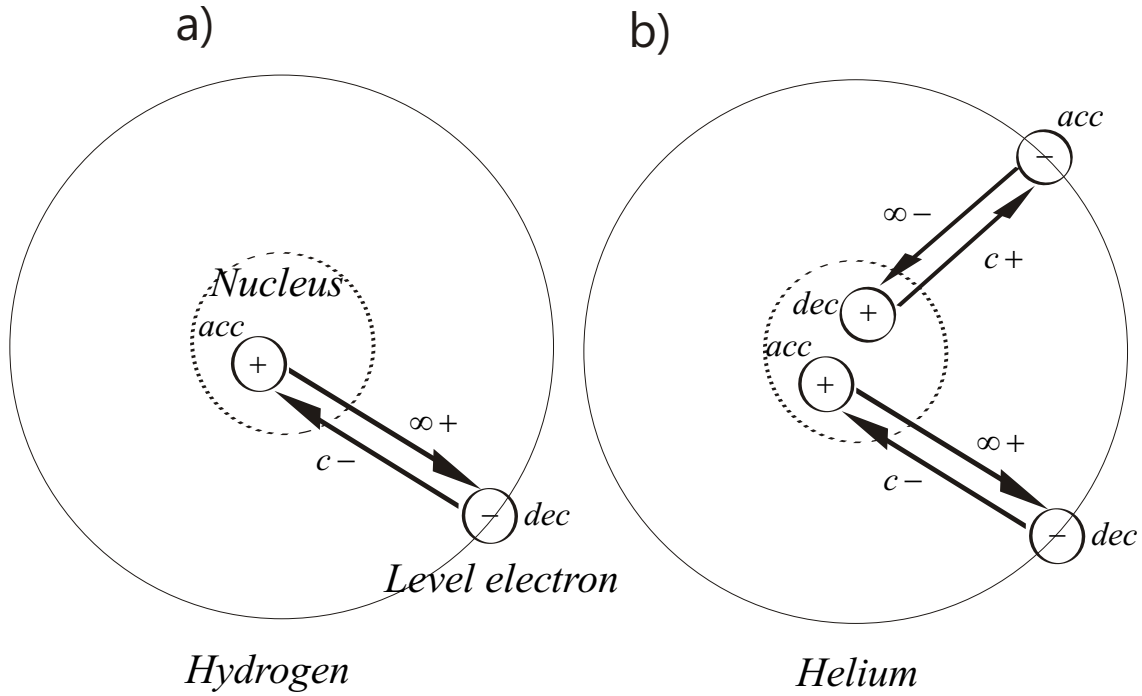 a)
Nucleus
acc
+
∞ +
c −
−
dec
Level electron
Hydrogen
b)
acc
−
∞ −
c +
dec
+
acc
+
∞ +
c −
−
dec
Helium